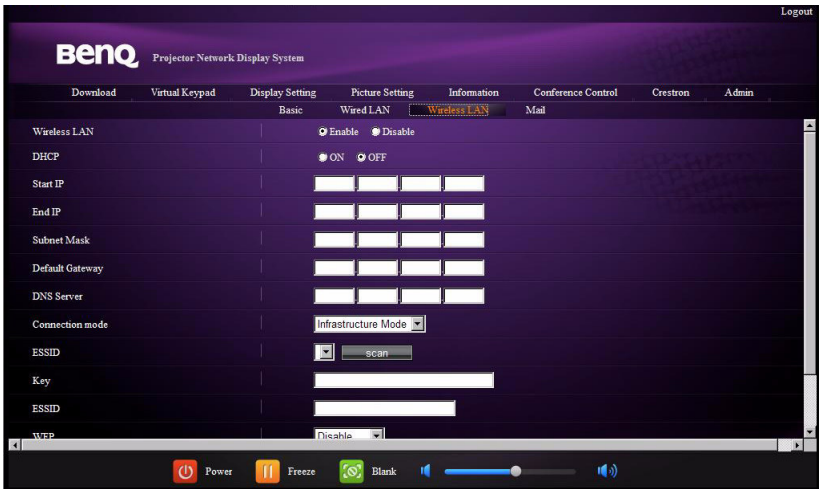 Logout
BenQ Projector Network Display System
Download Virtual Keypad Display Setting Picture Setting Information Conference Control Crestron Admin
Basic Wired LAN Wireless LAN Mail
Wireless LAN Enable Disable
DHCP ON OFF
Start IP
End IP
Subnet Mask
Default Gateway
DNS Server
Connection mode Infrastructure Mode
ESSID scan
Key
ESSID
WEP Disable
Power Freeze Blank